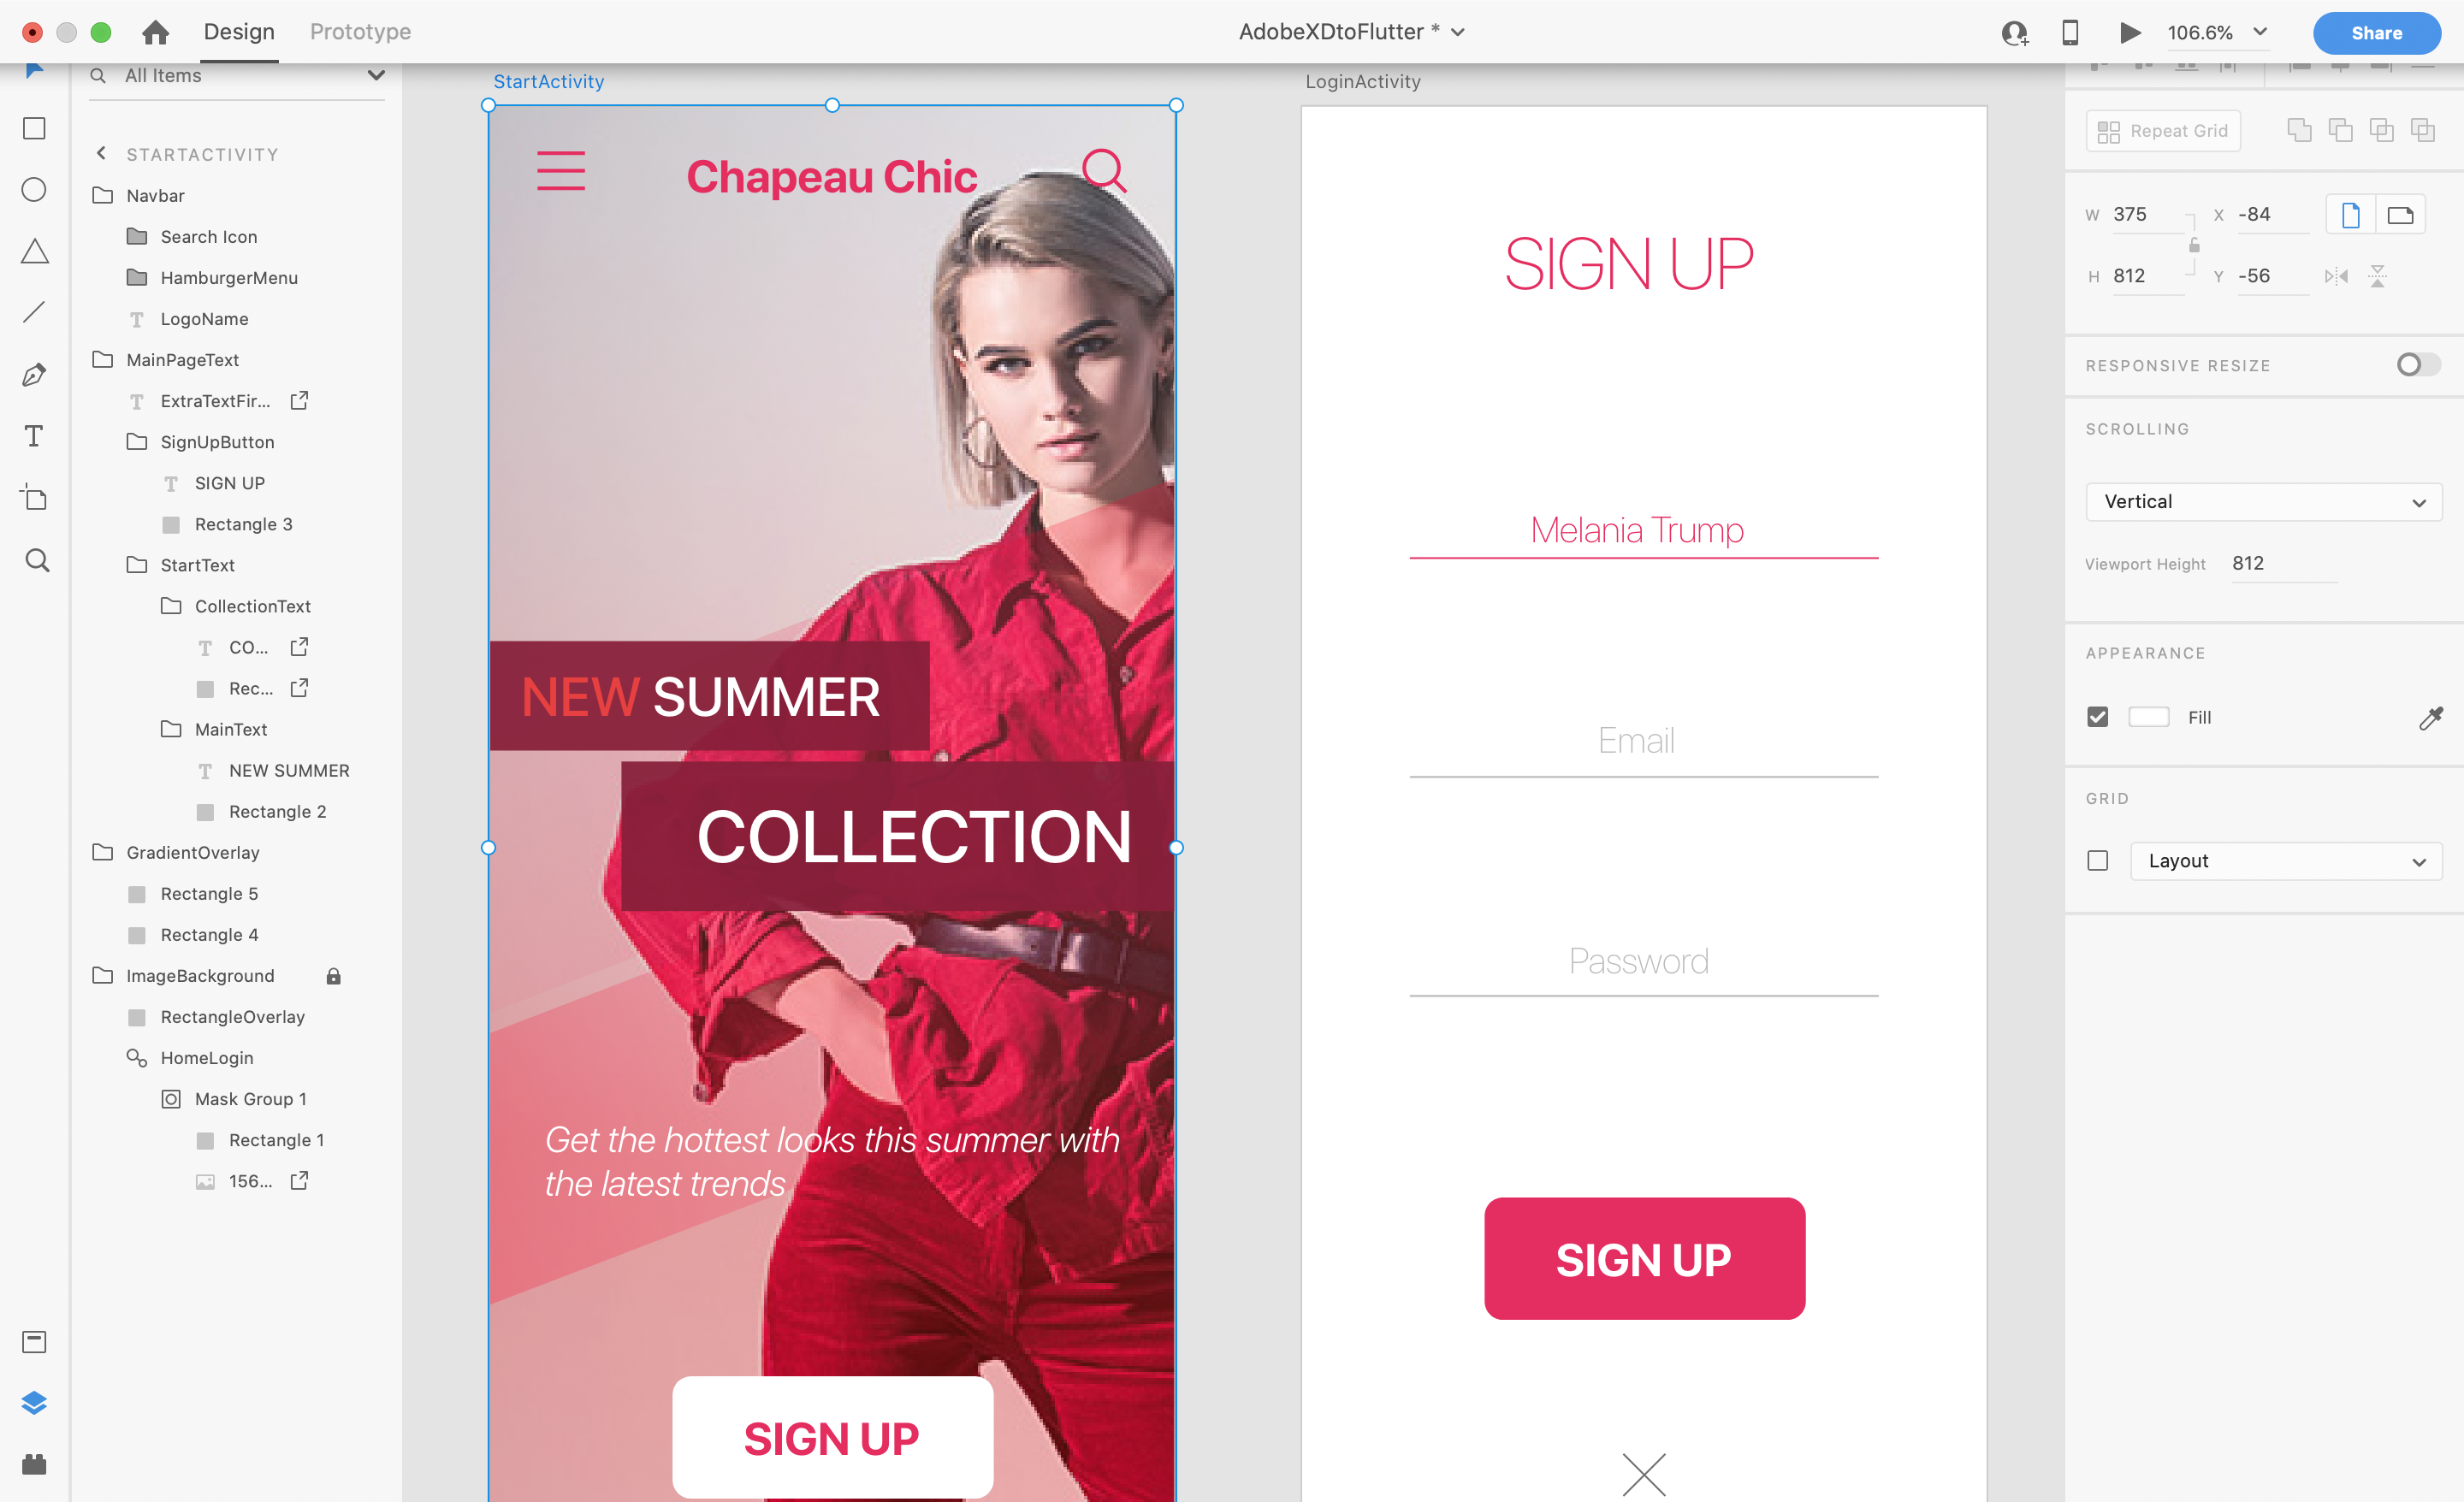 Design
Prototype
AdobeXDtoFlutter *
106.6%
Share
All Items
STARTACTIVITY
Navbar
Search Icon
HamburgerMenu
LogoName
MainPageText
ExtraTextFir...
SignUpButton
SIGN UP
Rectangle 3
StartText
CollectionText
CO...
Rec...
MainText
NEW SUMMER
Rectangle 2
GradientOverlay
Rectangle 5
Rectangle 4
ImageBackground
RectangleOverlay
HomeLogin
Mask Group 1
Rectangle 1
156...
StartActivity
Chapeau Chic
NEW SUMMER
COLLECTION
Get the hottest looks this summer with
the latest trends
SIGN UP
LoginActivity
SIGN UP
Melania Trump
Email
Password
SIGN UP
Repeat Grid
W 375 X -84
H 812 Y -56
RESPONSIVE RESIZE
SCROLLING
Vertical
Viewport Height 812
APPEARANCE
Fill
GRID
Layout